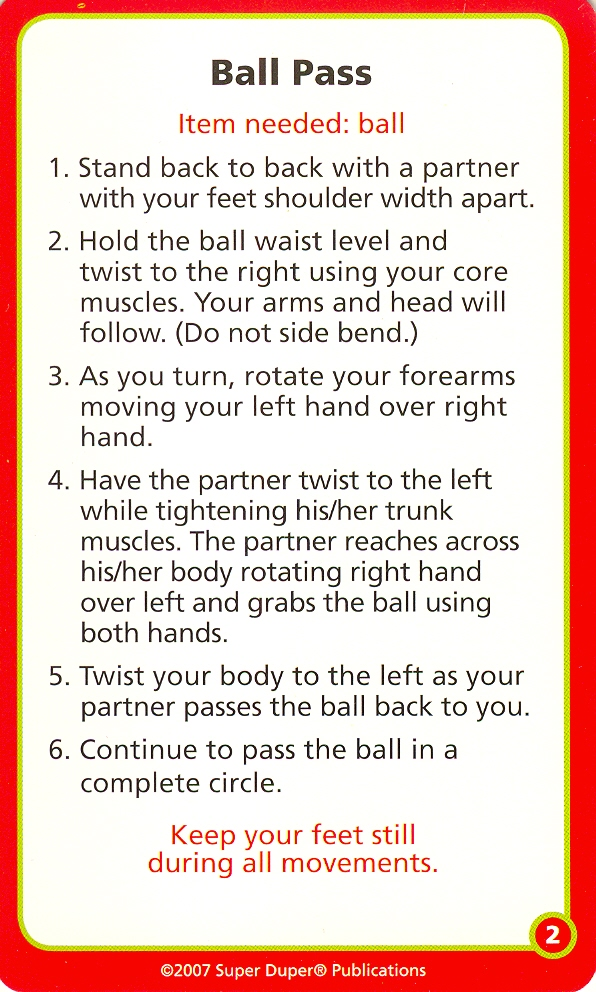 Ball Pass
Item needed: ball
1. Stand back to back with a partner
with your feet shoulder width apart.
2. Hold the ball waist level and
twist to the right using your core
muscles. Your arms and head will
follow. (Do not side bend.)
3. As you turn, rotate your forearms
moving your left hand over right
hand.
4. Have the partner twist to the left
while tightening his/her trunk
muscles. The partner reaches across
his/her body rotating right hand
over left and grabs the ball using
both hands.
5. Twist your body to the left as your
partner passes the ball back to you.
6. Continue to pass the ball in a
complete circle.
Keep your feet still
during all movements.
2
©2007 Super Duper® Publications